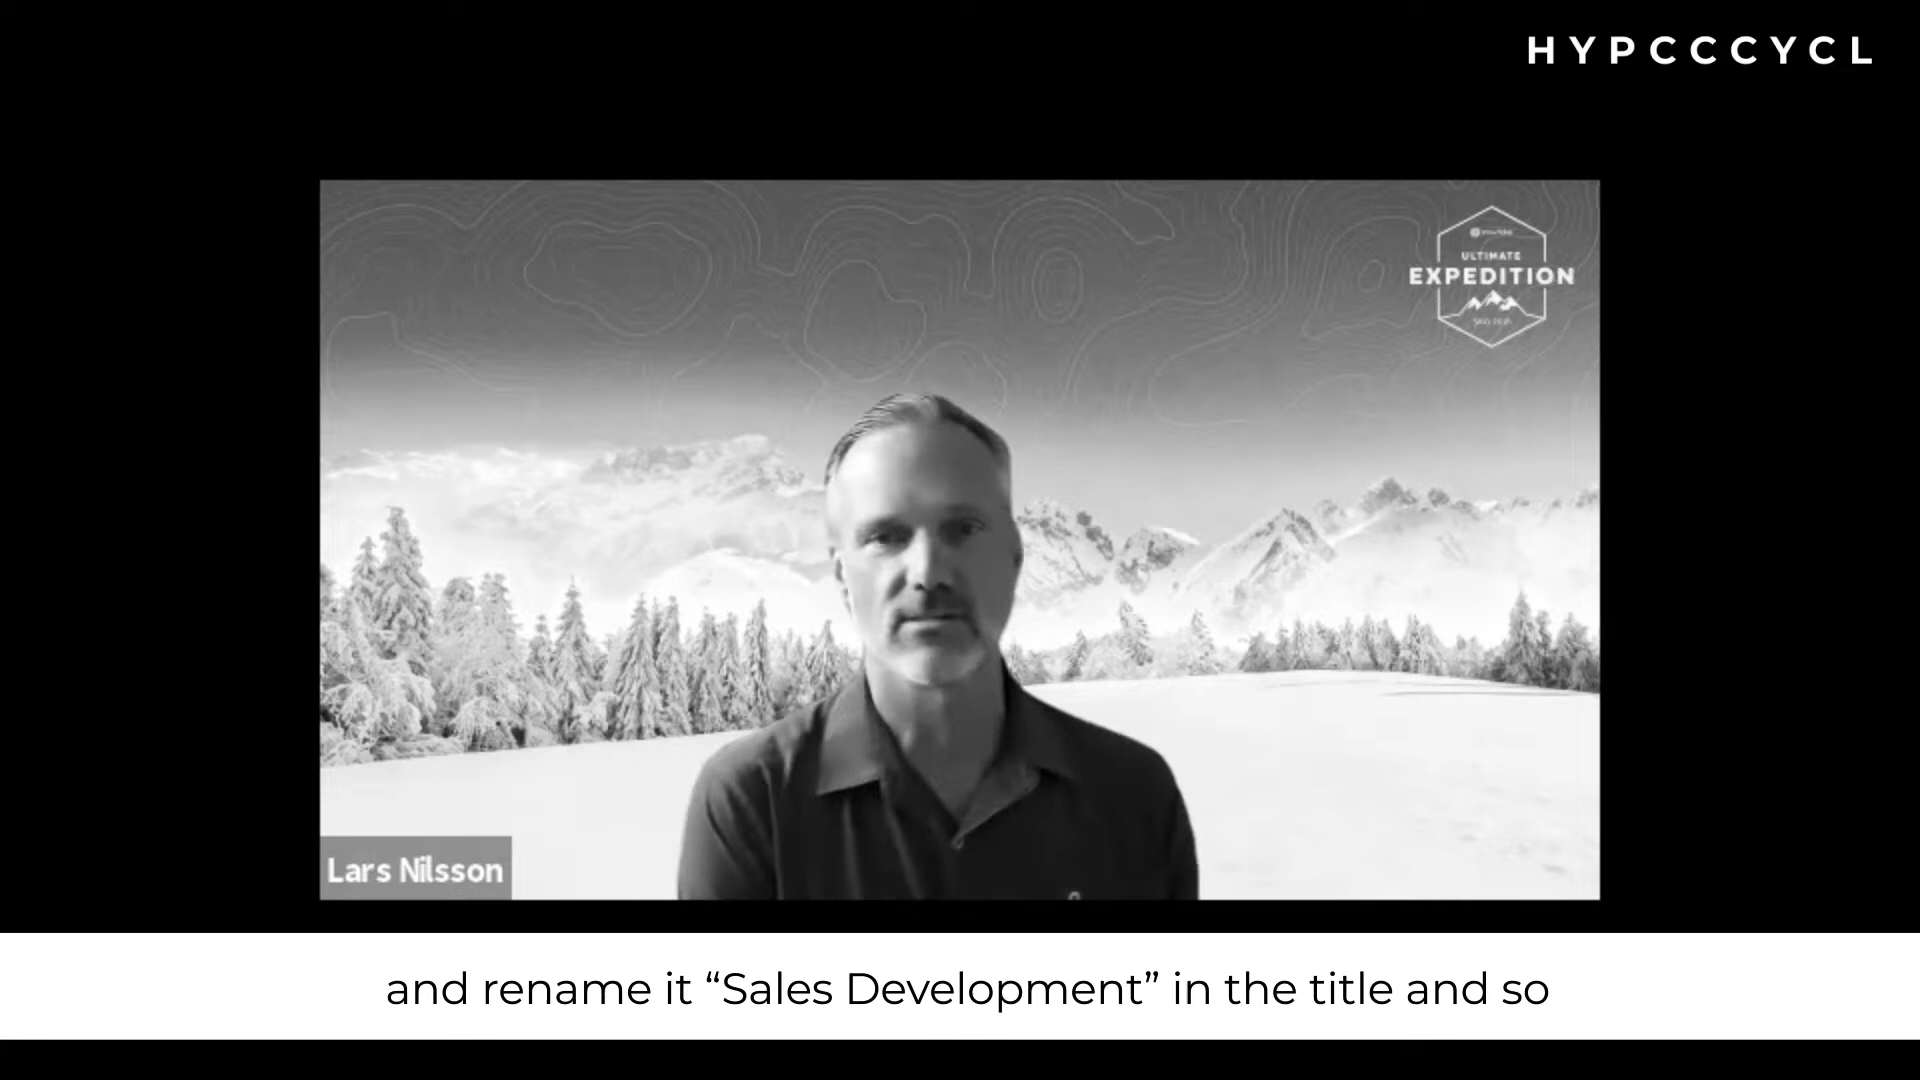 HYPCCCYCL
ULTIMATE
EXPEDITION
Lars Nilsson
and rename it “Sales Development” in the title and so